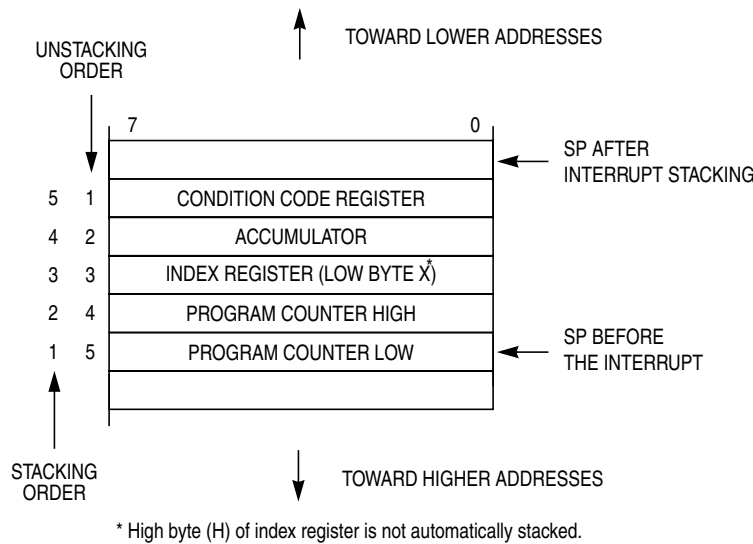 TOWARD LOWER ADDRESSES
UNSTACKING
ORDER
7 0
SP AFTER
INTERRUPT STACKING
5 1 CONDITION CODE REGISTER
4 2 ACCUMULATOR
3 3 INDEX REGISTER (LOW BYTE X)*
2 4 PROGRAM COUNTER HIGH
1 5 PROGRAM COUNTER LOW
SP BEFORE
THE INTERRUPT
STACKING
ORDER
TOWARD HIGHER ADDRESSES
* High byte (H) of index register is not automatically stacked.